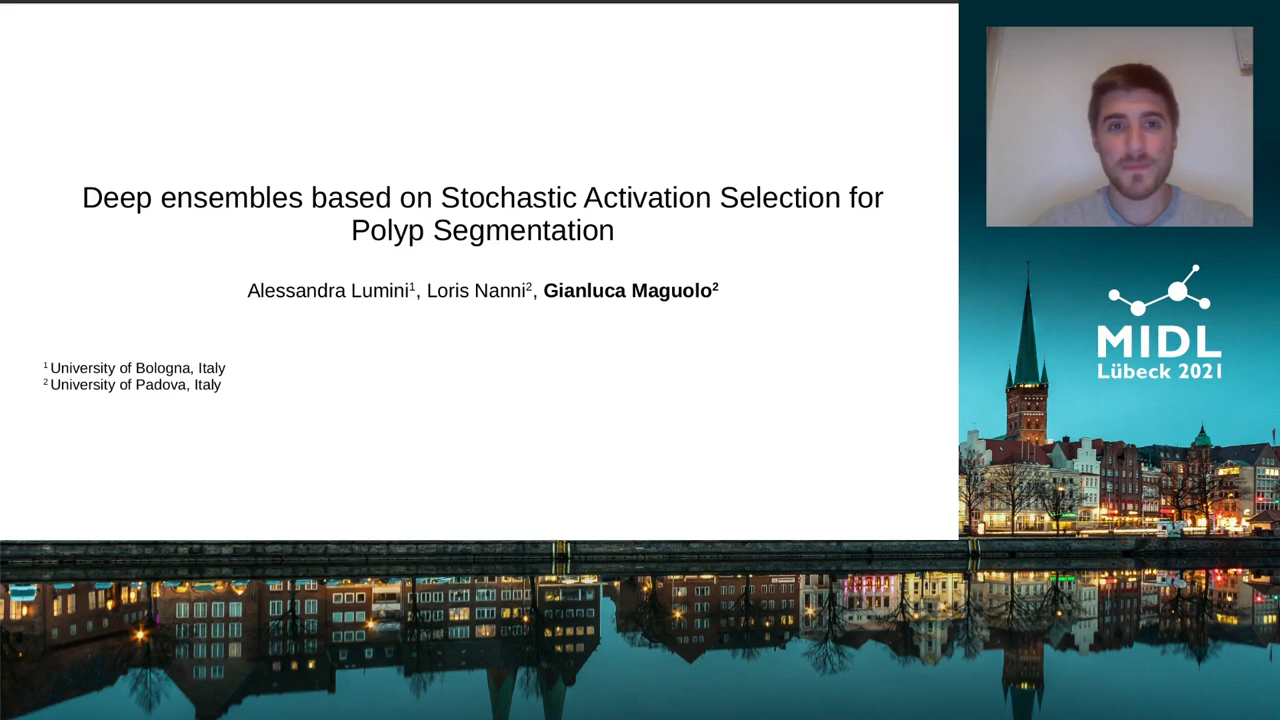 Deep ensembles based on Stochastic Activation Selection for
Polyp Segmentation
Alessandra Lumini¹, Loris Nanni², Gianluca Maguolo²
¹ University of Bologna, Italy
² University of Padova, Italy
MIDL
Lübeck 2021